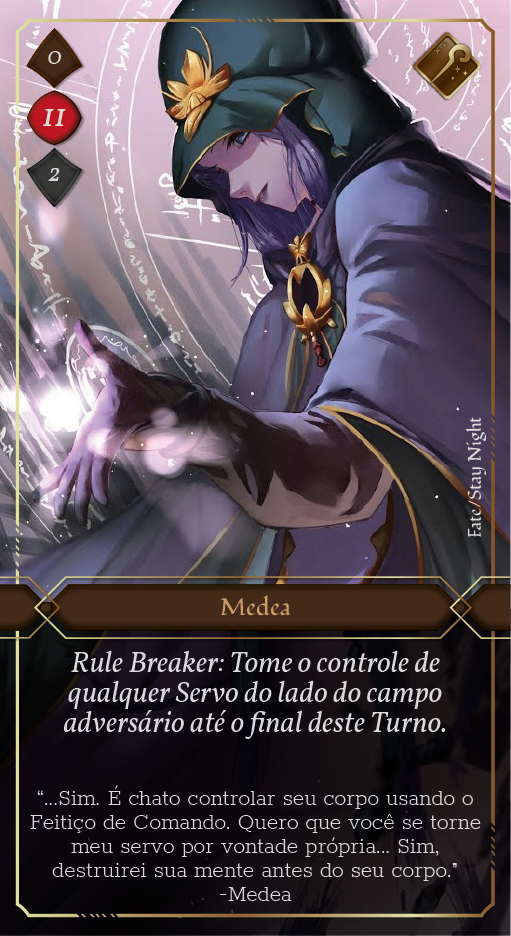 0
II
2
Fate/Stay Night
Medea
Rule Breaker: Tome o controle de
qualquer Servo do lado do campo
adversário até o final deste Turno.
“...Sim. É chato controlar seu corpo usando o
Feitiço de Comando. Quero que você se torne
meu servo por vontade própria... Sim,
destruirei sua mente antes do seu corpo.”
-Medea